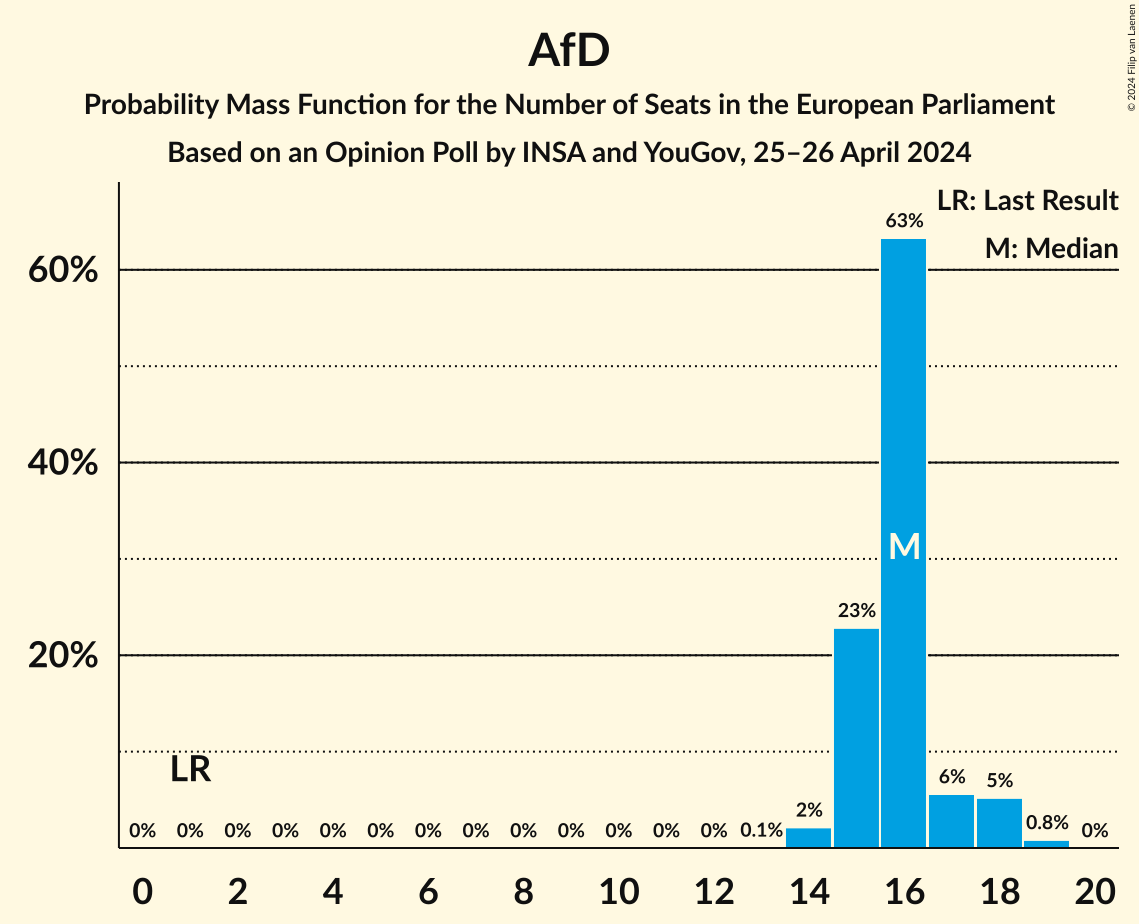 AfD
Probability Mass Function for the Number of Seats in the European Parliament
Based on an Opinion Poll by INSA and YouGov, 25–26 April 2024
© 2024 Filip van Laenen
LR: Last Result
M: Median
63%
60%
40%
M
23%
20%
LR
6%
5%
2%
0% 0% 0% 0% 0% 0% 0% 0% 0% 0% 0% 0% 0% 0.1% 0.8% 0%
0 2 4 6 8 10 12 14 16 18 20